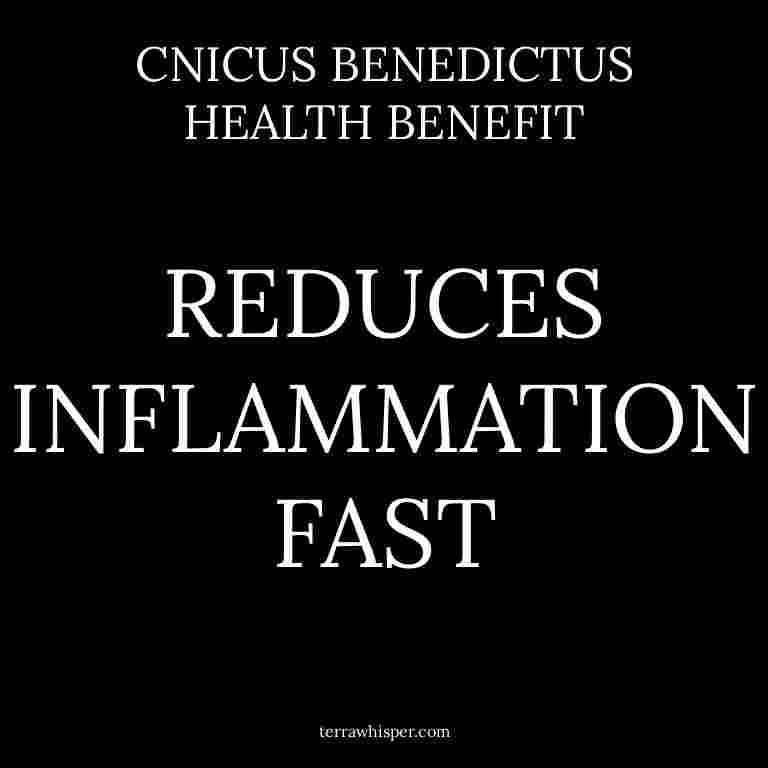 CNICUS BENEDICTUS
HEALTH BENEFIT
REDUCES
INFLAMMATION
FAST
terrawhisper.com